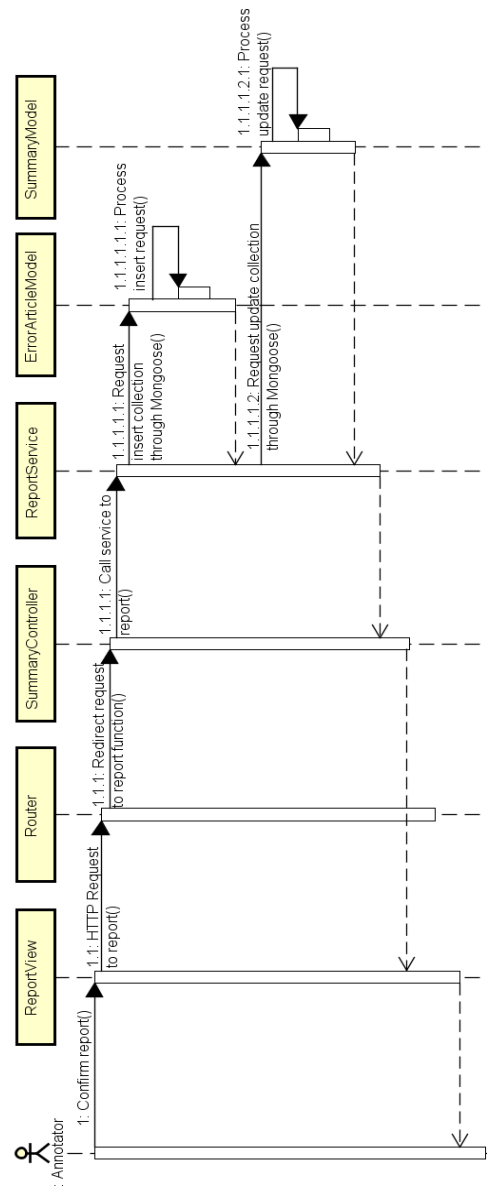 : Annotator
ReportView
Router
SummaryController
ReportService
ErrorArticleModel
SummaryModel
1: Confirm report()
1.1: HTTP Request
to report()
1.1.1: Redirect request
to report function()
1.1.1.1: Call service to
report()
1.1.1.1.1: Request
insert collection
through Mongoose()
1.1.1.1.1.1: Process
insert request()
1.1.1.1.2: Request update collection
through Mongoose()
1.1.1.1.2.1: Process
update request()